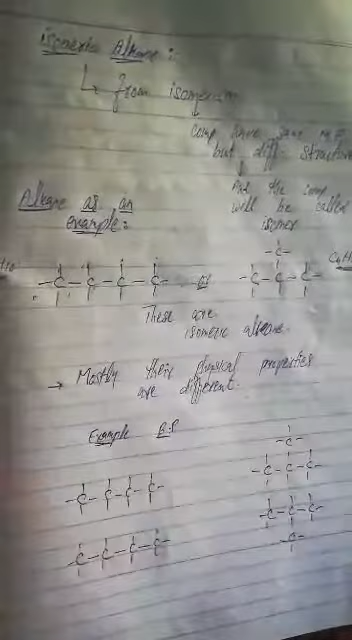 isomeric Alkane :
↳ from isomerism
comp have same M.F
but diff structure
And the comp
will be called
isomer
Alkane as an
example :
-C-C-C-C- &
-C-
-C-C-C- C4H
These are
isomeric alkane.
→ Mostly their physical properties
are different.
Example B.P
-C-
-C-C-C-C- -C-C-C-
-C-C-C-C- -C-C-C-
-C-